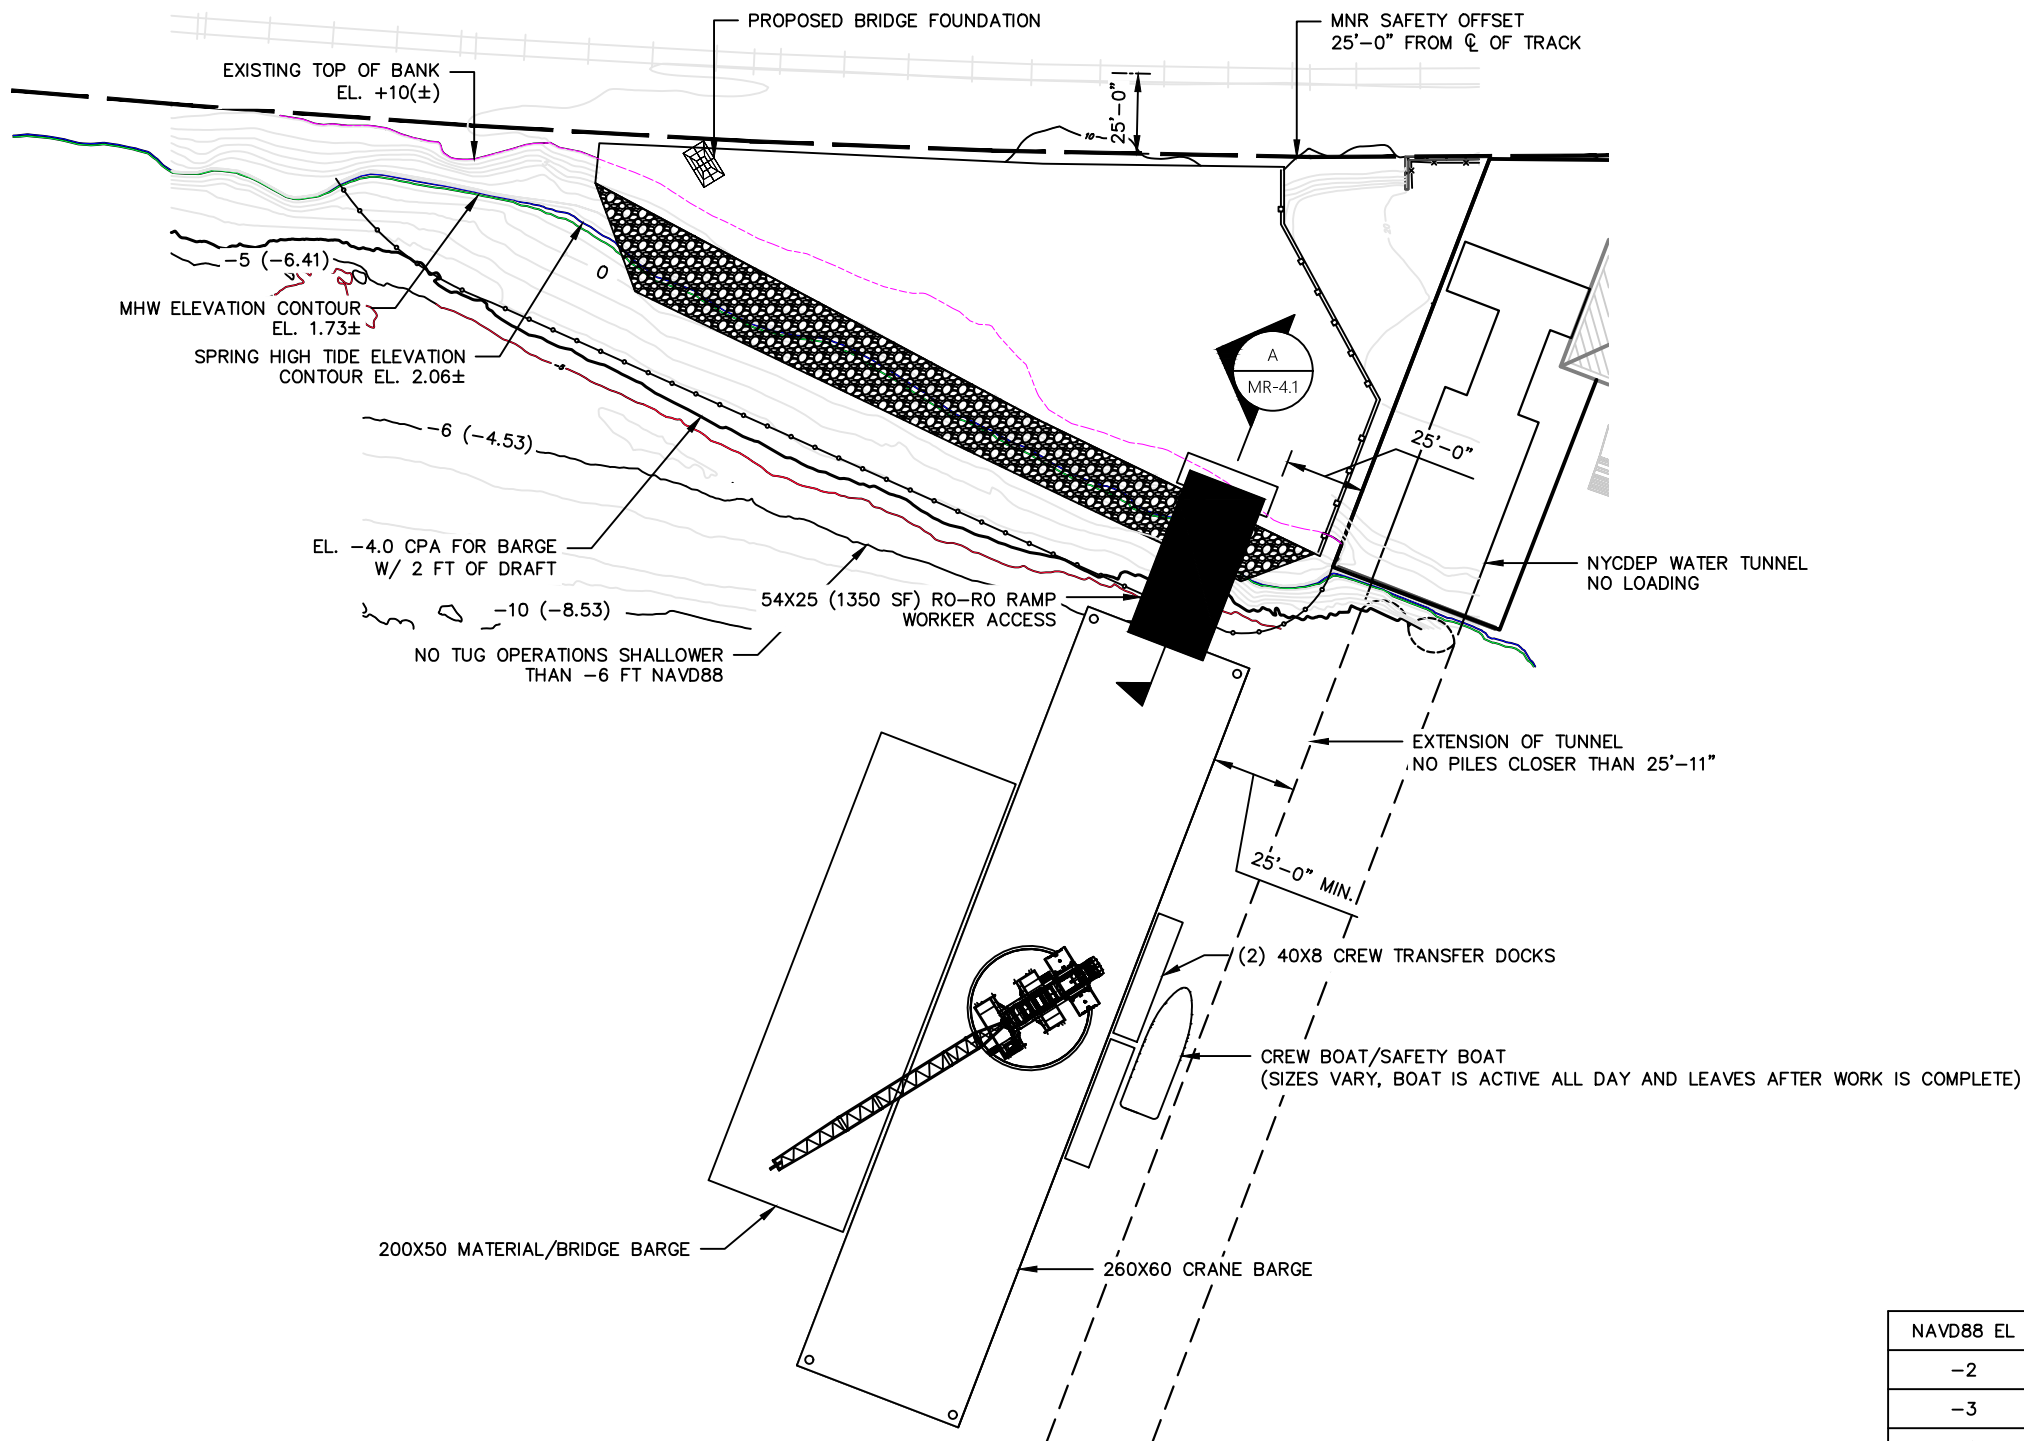 PROPOSED BRIDGE FOUNDATION
MNR SAFETY OFFSET
25'-0" FROM ℄ OF TRACK
EXISTING TOP OF BANK
EL. +10(±)
25'-0"
10
0
-5 (-6.41)
MHW ELEVATION CONTOUR
EL. 1.73±
SPRING HIGH TIDE ELEVATION
CONTOUR EL. 2.06±
A
MR-4.1
-6 (-4.53)
25'-0"
EL. -4.0 CPA FOR BARGE
W/ 2 FT OF DRAFT
NYCDEP WATER TUNNEL
NO LOADING
54X25 (1350 SF) RO-RO RAMP
WORKER ACCESS
-10 (-8.53)
NO TUG OPERATIONS SHALLOWER
THAN -6 FT NAVD88
EXTENSION OF TUNNEL
NO PILES CLOSER THAN 25'-11"
25'-0" MIN.
(2) 40X8 CREW TRANSFER DOCKS
CREW BOAT/SAFETY BOAT
(SIZES VARY, BOAT IS ACTIVE ALL DAY AND LEAVES AFTER WORK IS COMPLETE)
200X50 MATERIAL/BRIDGE BARGE
260X60 CRANE BARGE
NAVD88 EL
-2
-3